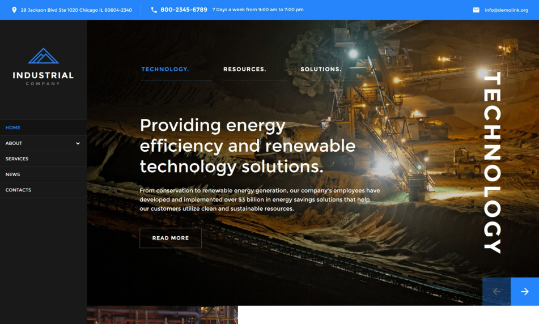 28 Jackson Blvd Ste 1020 Chicago IL 60604-2340
800-2345-6789 7 Days a week from 9:00 am to 7:00 pm
info@demolink.org
INDUSTRIAL
COMPANY
HOME
ABOUT
SERVICES
NEWS
CONTACTS
TECHNOLOGY. RESOURCES. SOLUTIONS.
Providing energy
efficiency and renewable
technology solutions.
From conservation to renewable energy generation, our company's employees have
developed and implemented over $3 billion in energy savings solutions that help
our customers utilize clean and sustainable resources.
READ MORE
TECHNOLOGY